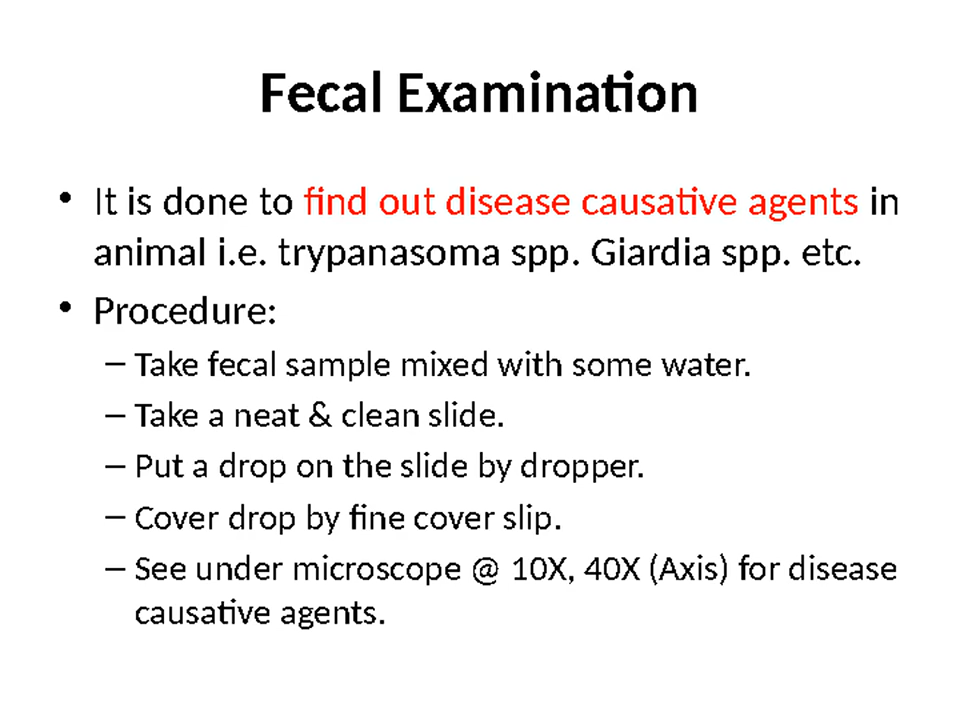 Fecal Examination
• It is done to find out disease causative agents in
animal i.e. trypanasoma spp. Giardia spp. etc.
• Procedure:
– Take fecal sample mixed with some water.
– Take a neat & clean slide.
– Put a drop on the slide by dropper.
– Cover drop by fine cover slip.
– See under microscope @ 10X, 40X (Axis) for disease
causative agents.